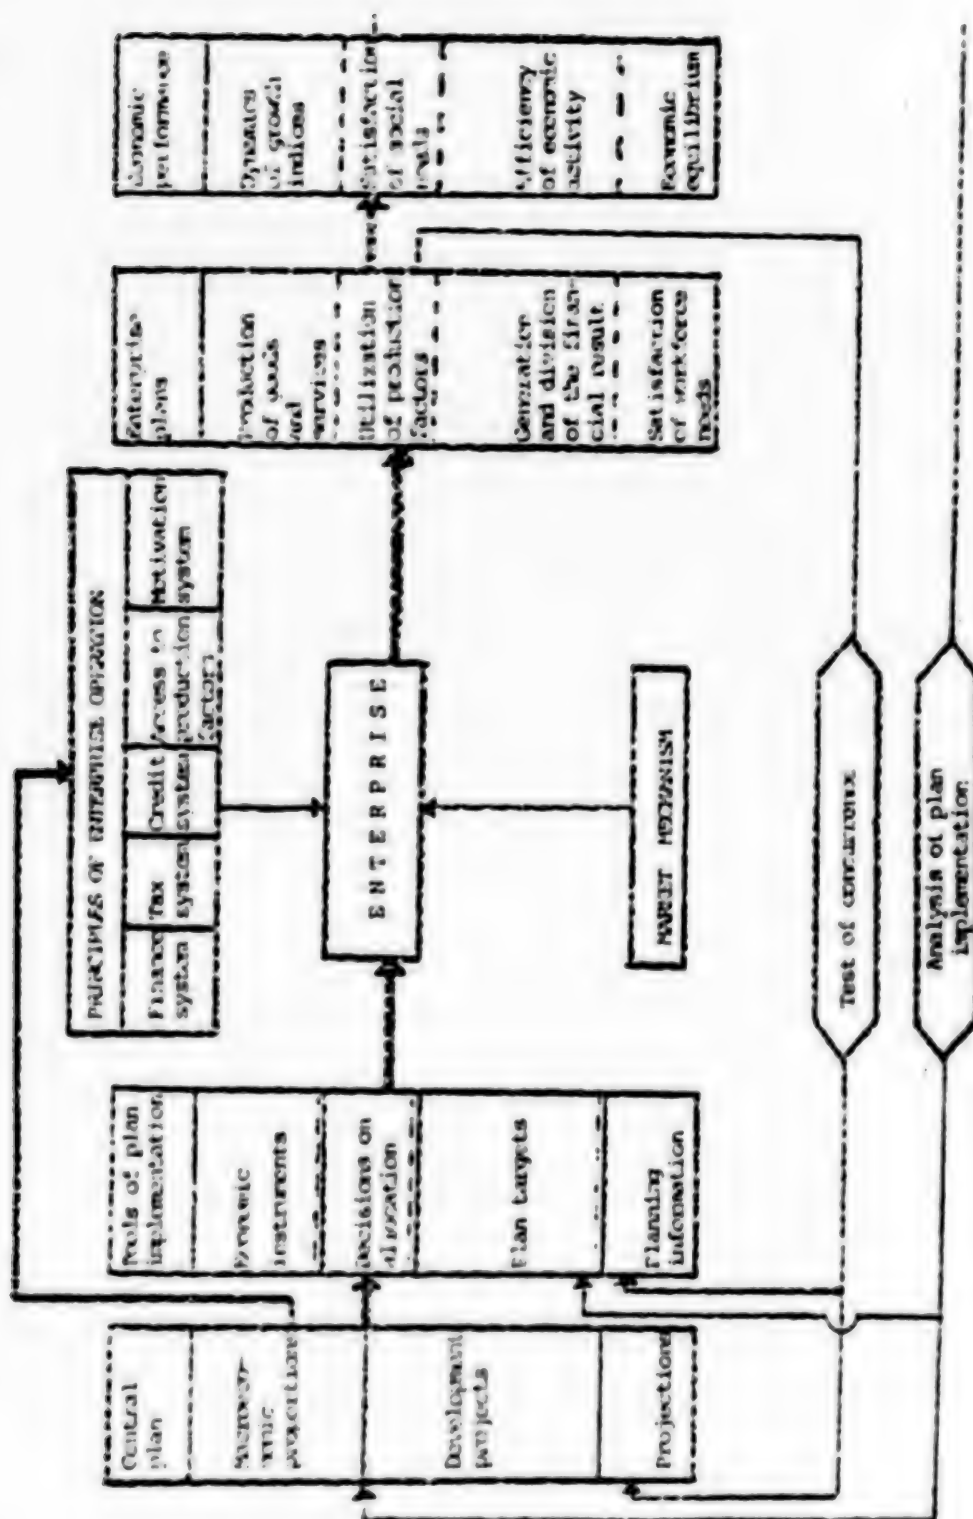 Central
plan
Macroeco-
nomic
proportions
Development
projects
Projections
Tools of plan
implementation
Economic
instruments
Decisions on
allocation
Plan targets
Planning
information
PRINCIPLES OF ENTERPRISE OPERATION
Finance
system
Tax
system
Credit
system
Access to
production
factors
Motivation
system
ENTERPRISE
MARKET MECHANISM
Enterprise
plans
Production
of goods
and
services
Utilization
of production
factors
Generation
and division
of the finan-
cial result
Satisfaction
of workforce
needs
Economic
performance
Dynamics
of growth
indices
Satisfaction
of social
needs
Efficiency
of economic
activity
Economic
equilibrium
Test of
Analysis of plan
implementation